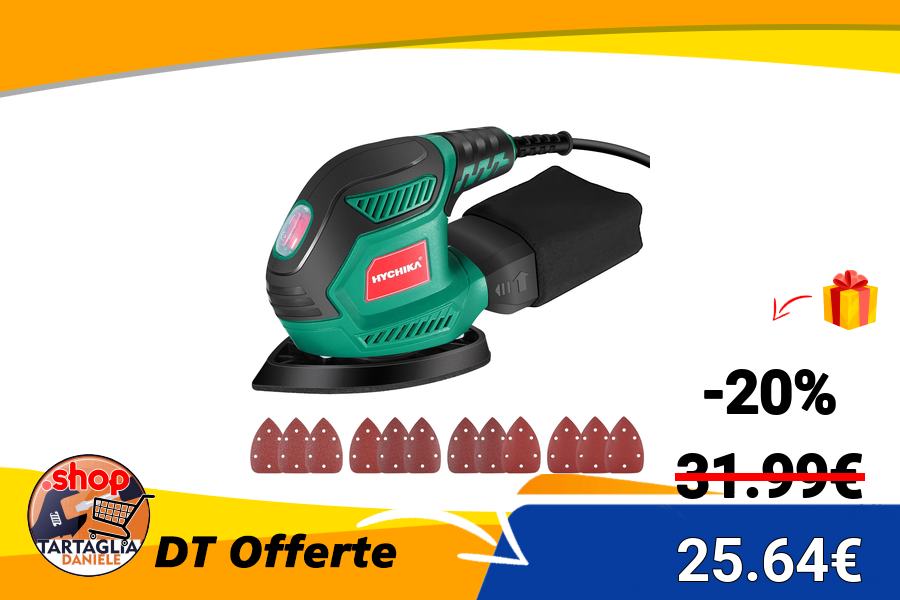 HYCHIKA®
-20%
31.99€
.shop
TARTAGLIA
DANIELE
DT Offerte
25.64€